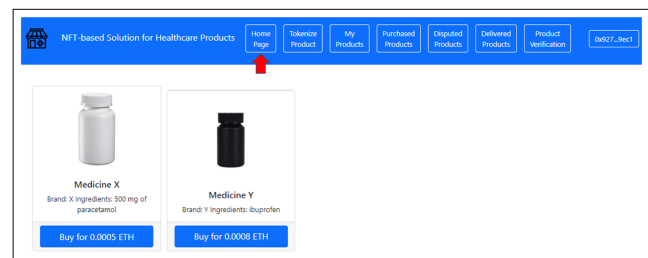 NFT-based Solution for Healthcare Products
Home
Page
Tokenize
Product
My
Products
Purchased
Products
Disputed
Products
Delivered
Products
Product
Verification
0x927...9ec1
Medicine X
Brand: X Ingredients: 500 mg of
paracetamol
Buy for 0.0005 ETH
Medicine Y
Brand: Y Ingredients: ibuprofen
Buy for 0.0008 ETH